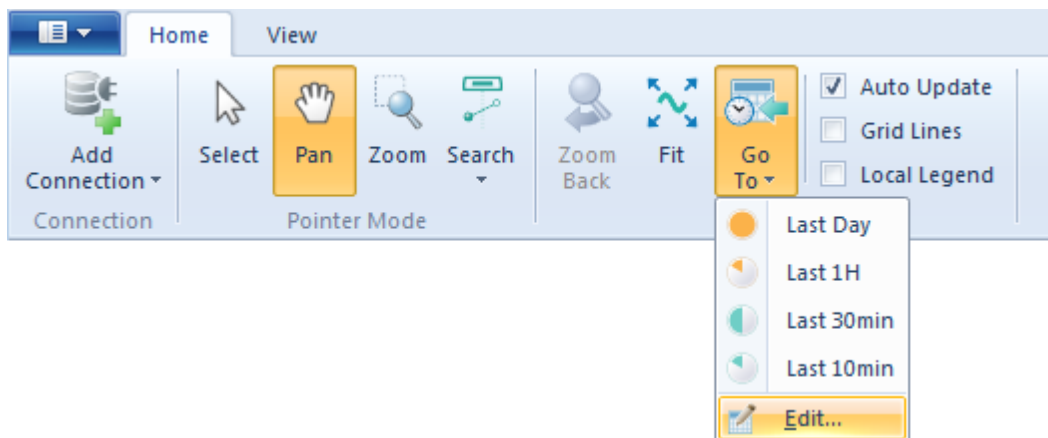 Home View
Add
Connection
Select
Pan
Zoom
Search
Zoom
Back
Fit
Go
To
Auto Update
Grid Lines
Local Legend
Connection
Pointer Mode
Last Day
Last 1H
Last 30min
Last 10min
Edit...